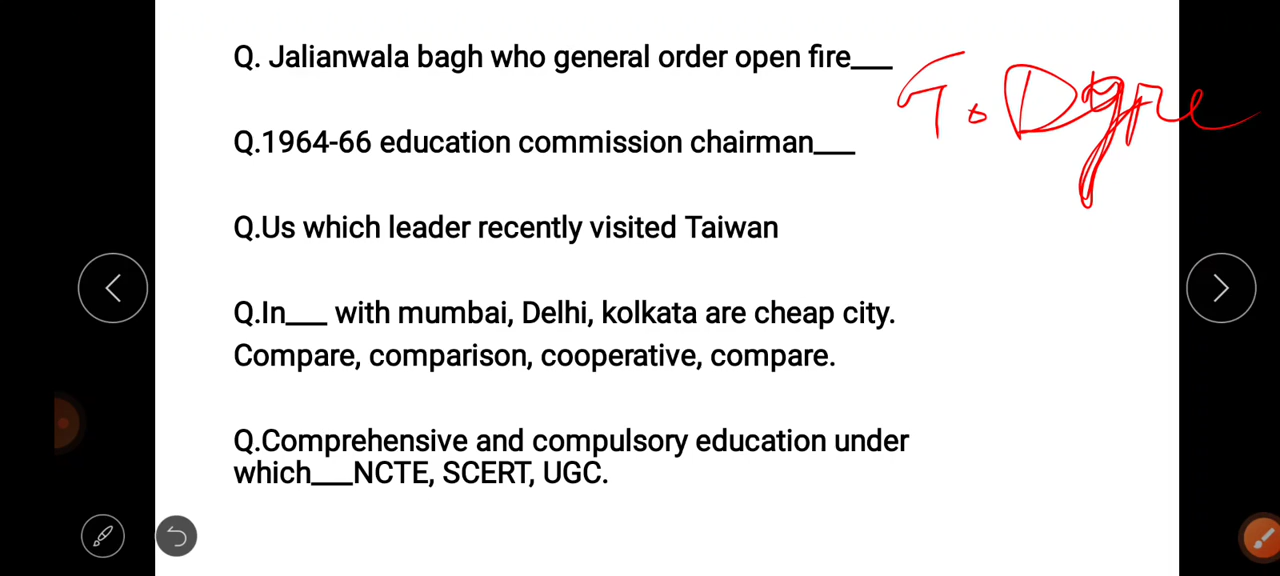 Q. Jalianwala bagh who general order open fire___
G. Dyre
Q.1964-66 education commission chairman___
Q.Us which leader recently visited Taiwan
Q.In___ with mumbai, Delhi, kolkata are cheap city.
Compare, comparison, cooperative, compare.
Q.Comprehensive and compulsory education under
which___NCTE, SCERT, UGC.